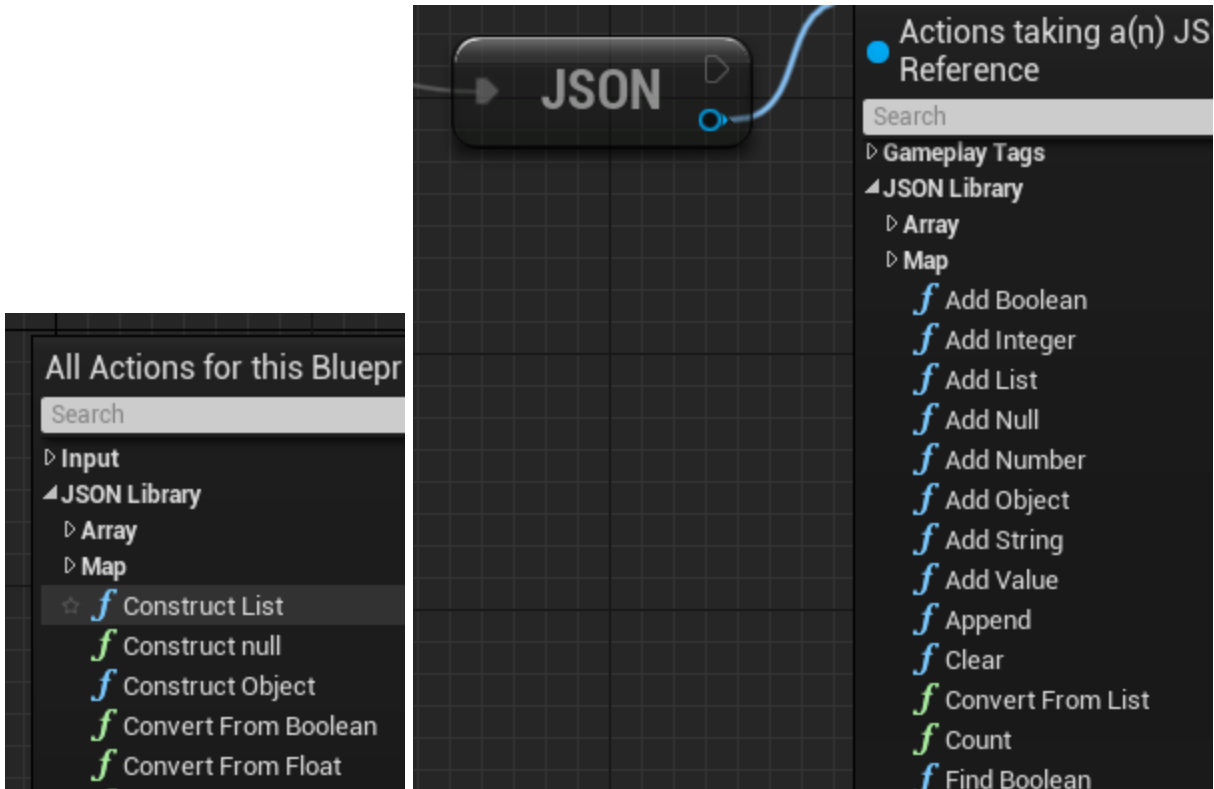 All Actions for this Bluepr
Search
Input
JSON Library
Array
Map
Construct List
Construct null
Construct Object
Convert From Boolean
Convert From Float
JSON
Actions taking a(n) JS
Reference
Search
Gameplay Tags
JSON Library
Array
Map
Add Boolean
Add Integer
Add List
Add Null
Add Number
Add Object
Add String
Add Value
Append
Clear
Convert From List
Count
Find Boolean